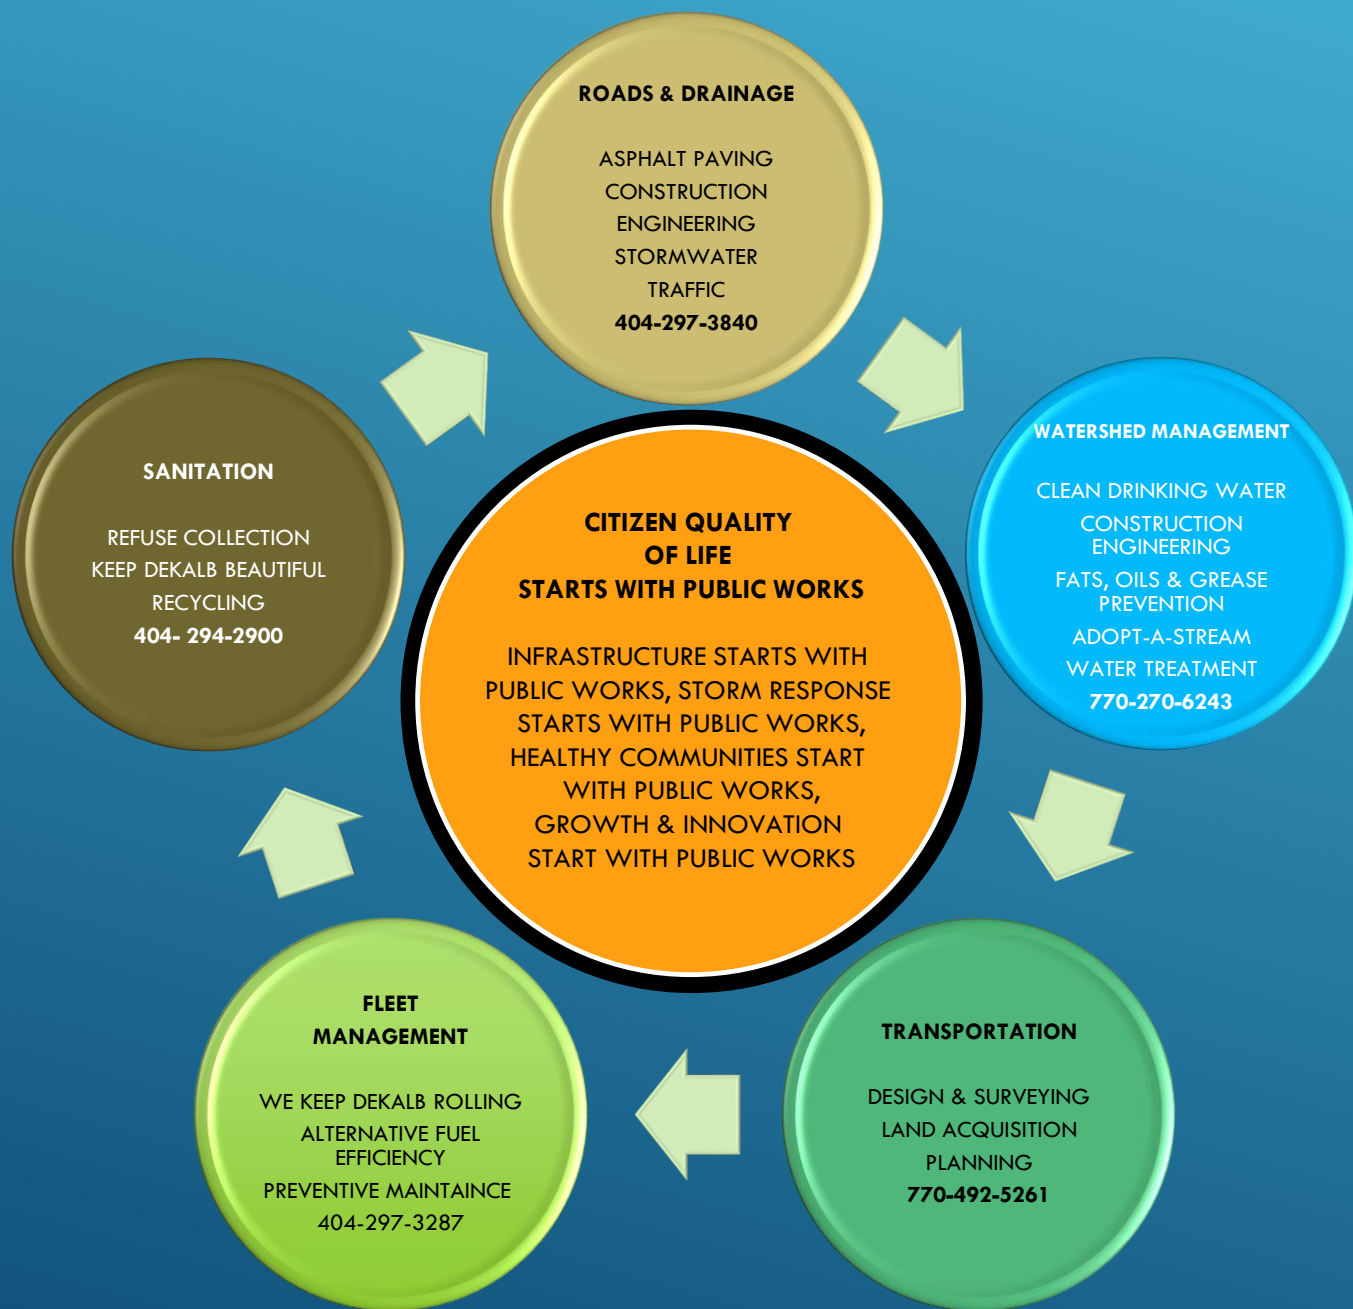 ROADS & DRAINAGE
ASPHALT PAVING
CONSTRUCTION
ENGINEERING
STORMWATER
TRAFFIC
404-297-3840
WATERSHED MANAGEMENT
CLEAN DRINKING WATER
CONSTRUCTION
ENGINEERING
FATS, OILS & GREASE
PREVENTION
ADOPT-A-STREAM
WATER TREATMENT
770-270-6243
TRANSPORTATION
DESIGN & SURVEYING
LAND ACQUISITION
PLANNING
770-492-5261
FLEET
MANAGEMENT
WE KEEP DEKALB ROLLING
ALTERNATIVE FUEL
EFFICIENCY
PREVENTIVE MAINTAINCE
404-297-3287
SANITATION
REFUSE COLLECTION
KEEP DEKALB BEAUTIFUL
RECYCLING
404- 294-2900
CITIZEN QUALITY
OF LIFE
STARTS WITH PUBLIC WORKS
INFRASTRUCTURE STARTS WITH
PUBLIC WORKS, STORM RESPONSE
STARTS WITH PUBLIC WORKS,
HEALTHY COMMUNITIES START
WITH PUBLIC WORKS,
GROWTH & INNOVATION
START WITH PUBLIC WORKS